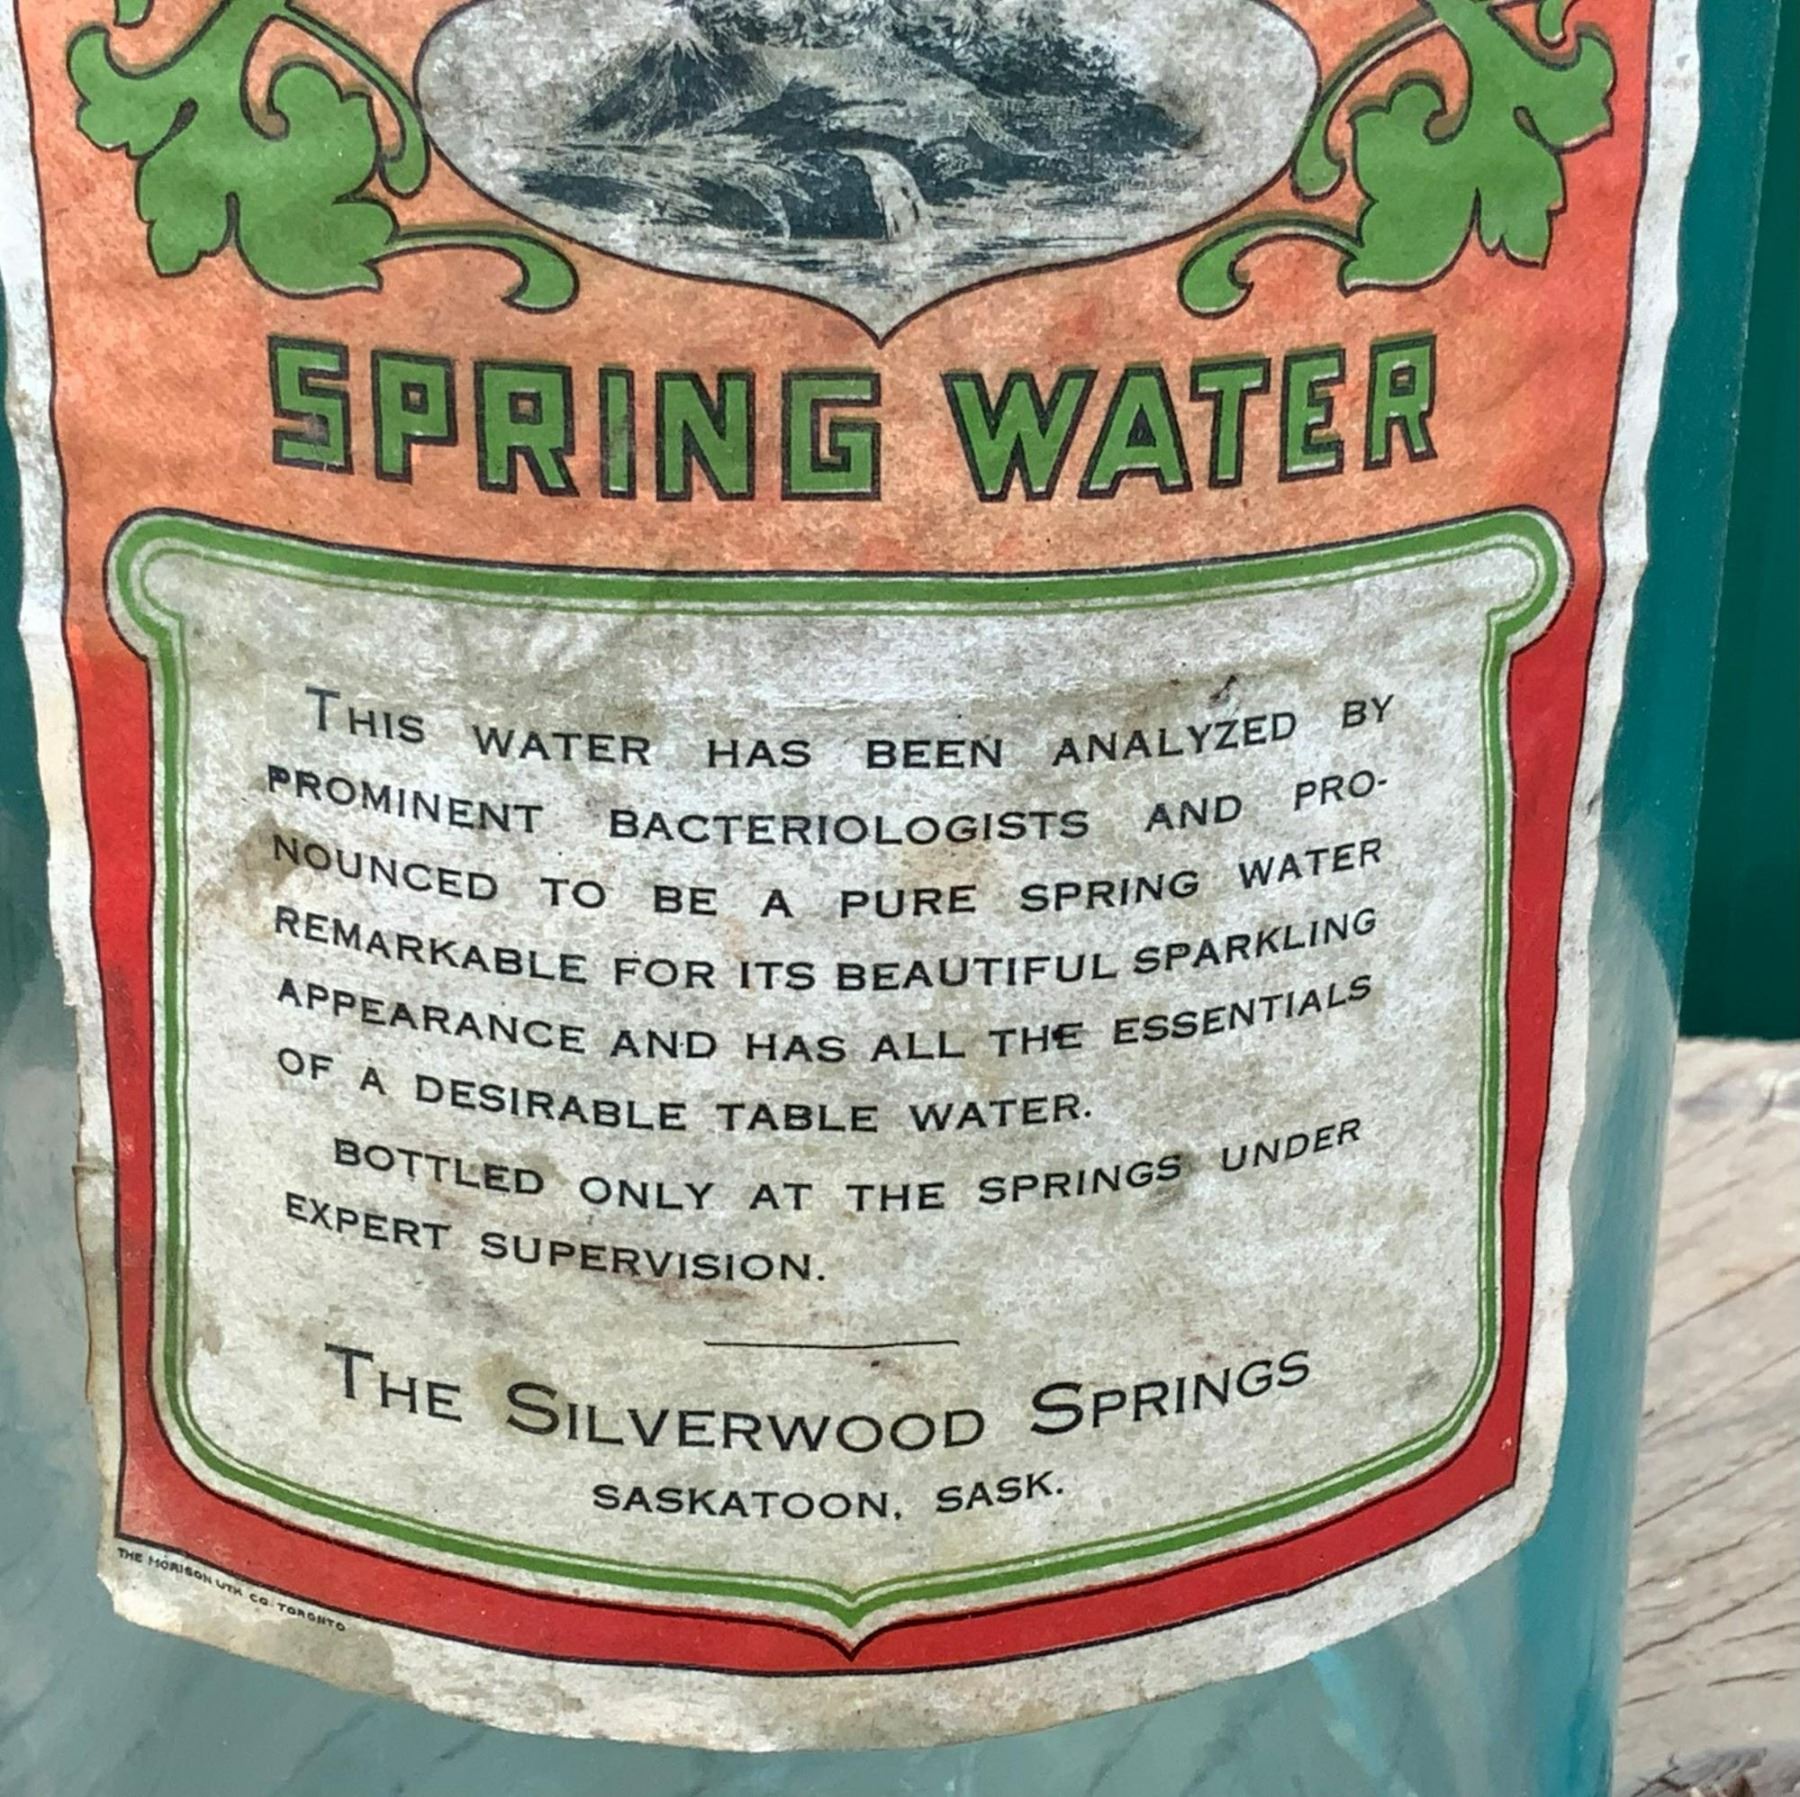 SPRING WATER
THIS WATER HAS BEEN ANALYZED BY
PROMINENT BACTERIOLOGISTS AND PRO-
NOUNCED TO BE A PURE SPRING WATER
REMARKABLE FOR ITS BEAUTIFUL SPARKLING
APPEARANCE AND HAS ALL THE ESSENTIALS
OF A DESIRABLE TABLE WATER.
BOTTLED ONLY AT THE SPRINGS UNDER
EXPERT SUPERVISION.
THE SILVERWOOD SPRINGS
SASKATOON, SASK.
THE MORISON LITH CO. TORONTO